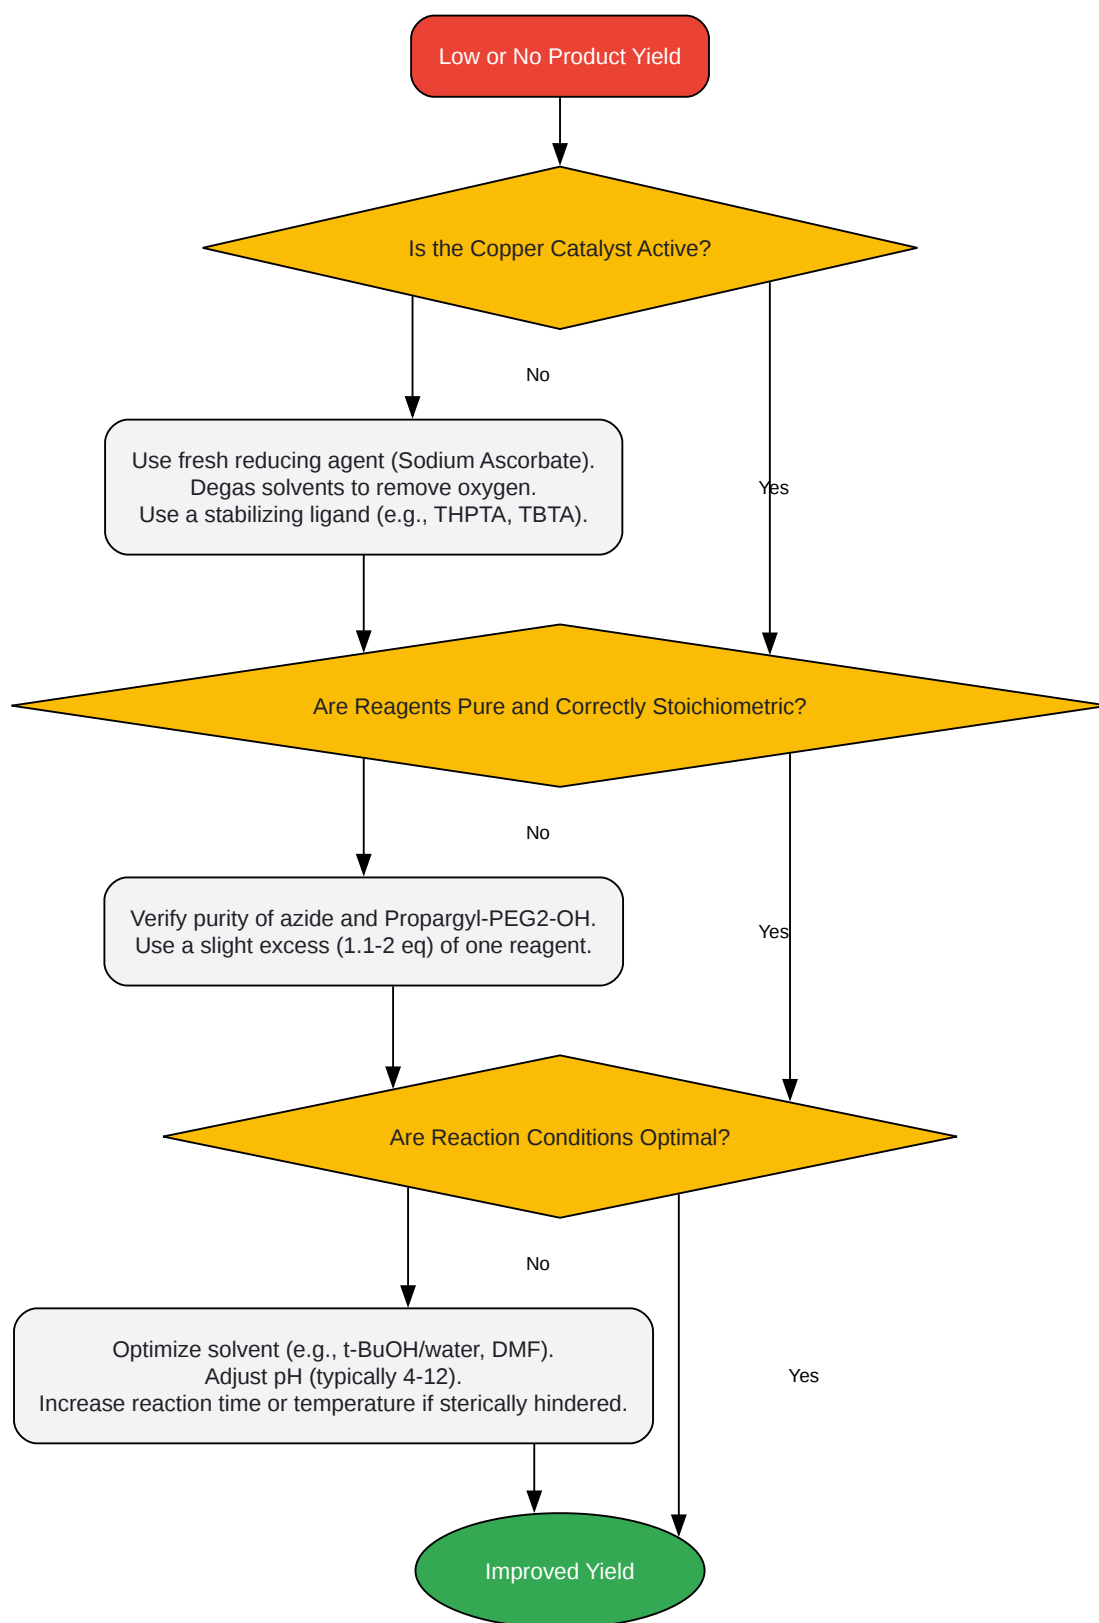 Low or No Product Yield
Is the Copper Catalyst Active?
No
Use fresh reducing agent (Sodium Ascorbate).
Degas solvents to remove oxygen.
Use a stabilizing ligand (e.g., THPTA, TBTA).
Yes
Are Reagents Pure and Correctly Stoichiometric?
No
Verify purity of azide and Propargyl-PEG2-OH.
Use a slight excess (1.1-2 eq) of one reagent.
Yes
Are Reaction Conditions Optimal?
No
Optimize solvent (e.g., t-BuOH/water, DMF).
Adjust pH (typically 4-12).
Increase reaction time or temperature if sterically hindered.
Yes
Improved Yield